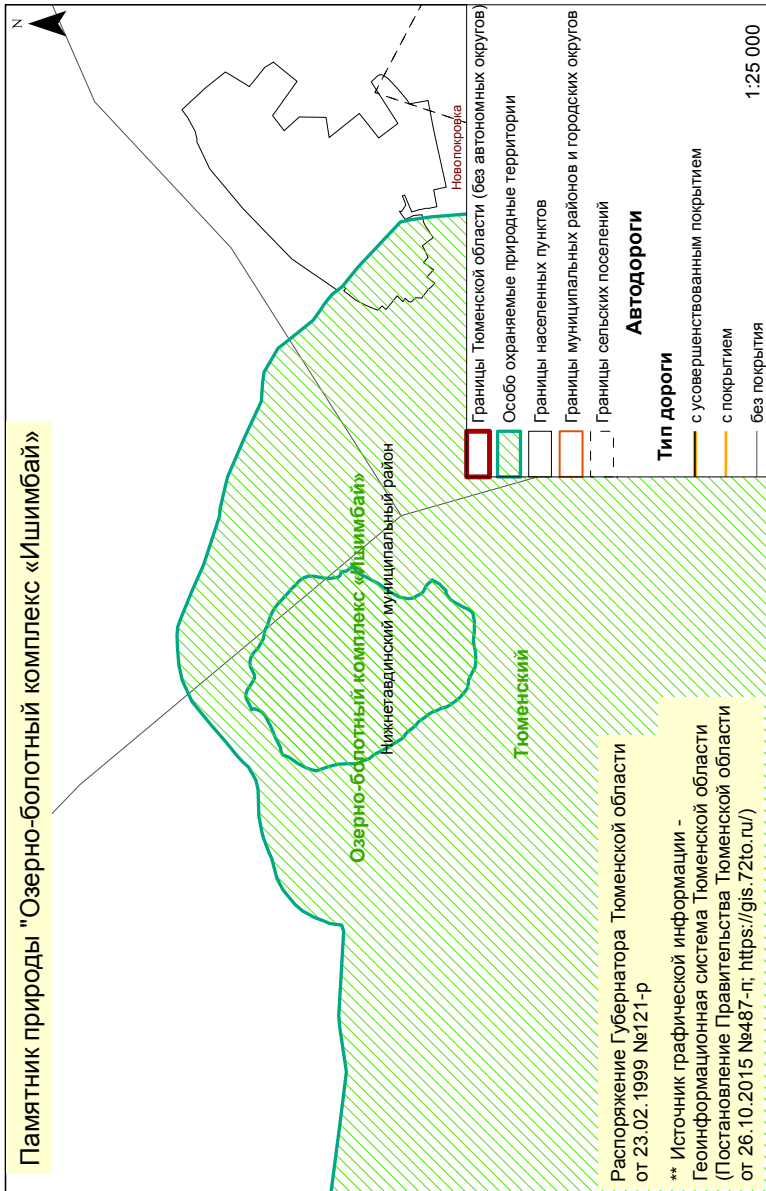 Памятник природы "Озерно-болотный комплекс «Ишимбай»
N
Новопокровка
Озерно-болотный комплекс «Ишимбай»
Нижнетавдинский муниципальный район
Тюменский
Границы Тюменской области (без автономных округов)
Особо охраняемые природные территории
Границы населенных пунктов
Границы муниципальных районов и городских округов
Границы сельских поселений
Автодороги
Тип дороги
с усовершенствованным покрытием
с покрытием
без покрытия
1:25 000
Распоряжение Губернатора Тюменской области
от 23.02.1999 №121-р
** Источник графической информации -
Геоинформационная система Тюменской области
(Постановление Правительства Тюменской области
от 26.10.2015 №487-п; https://gis.72to.ru/)